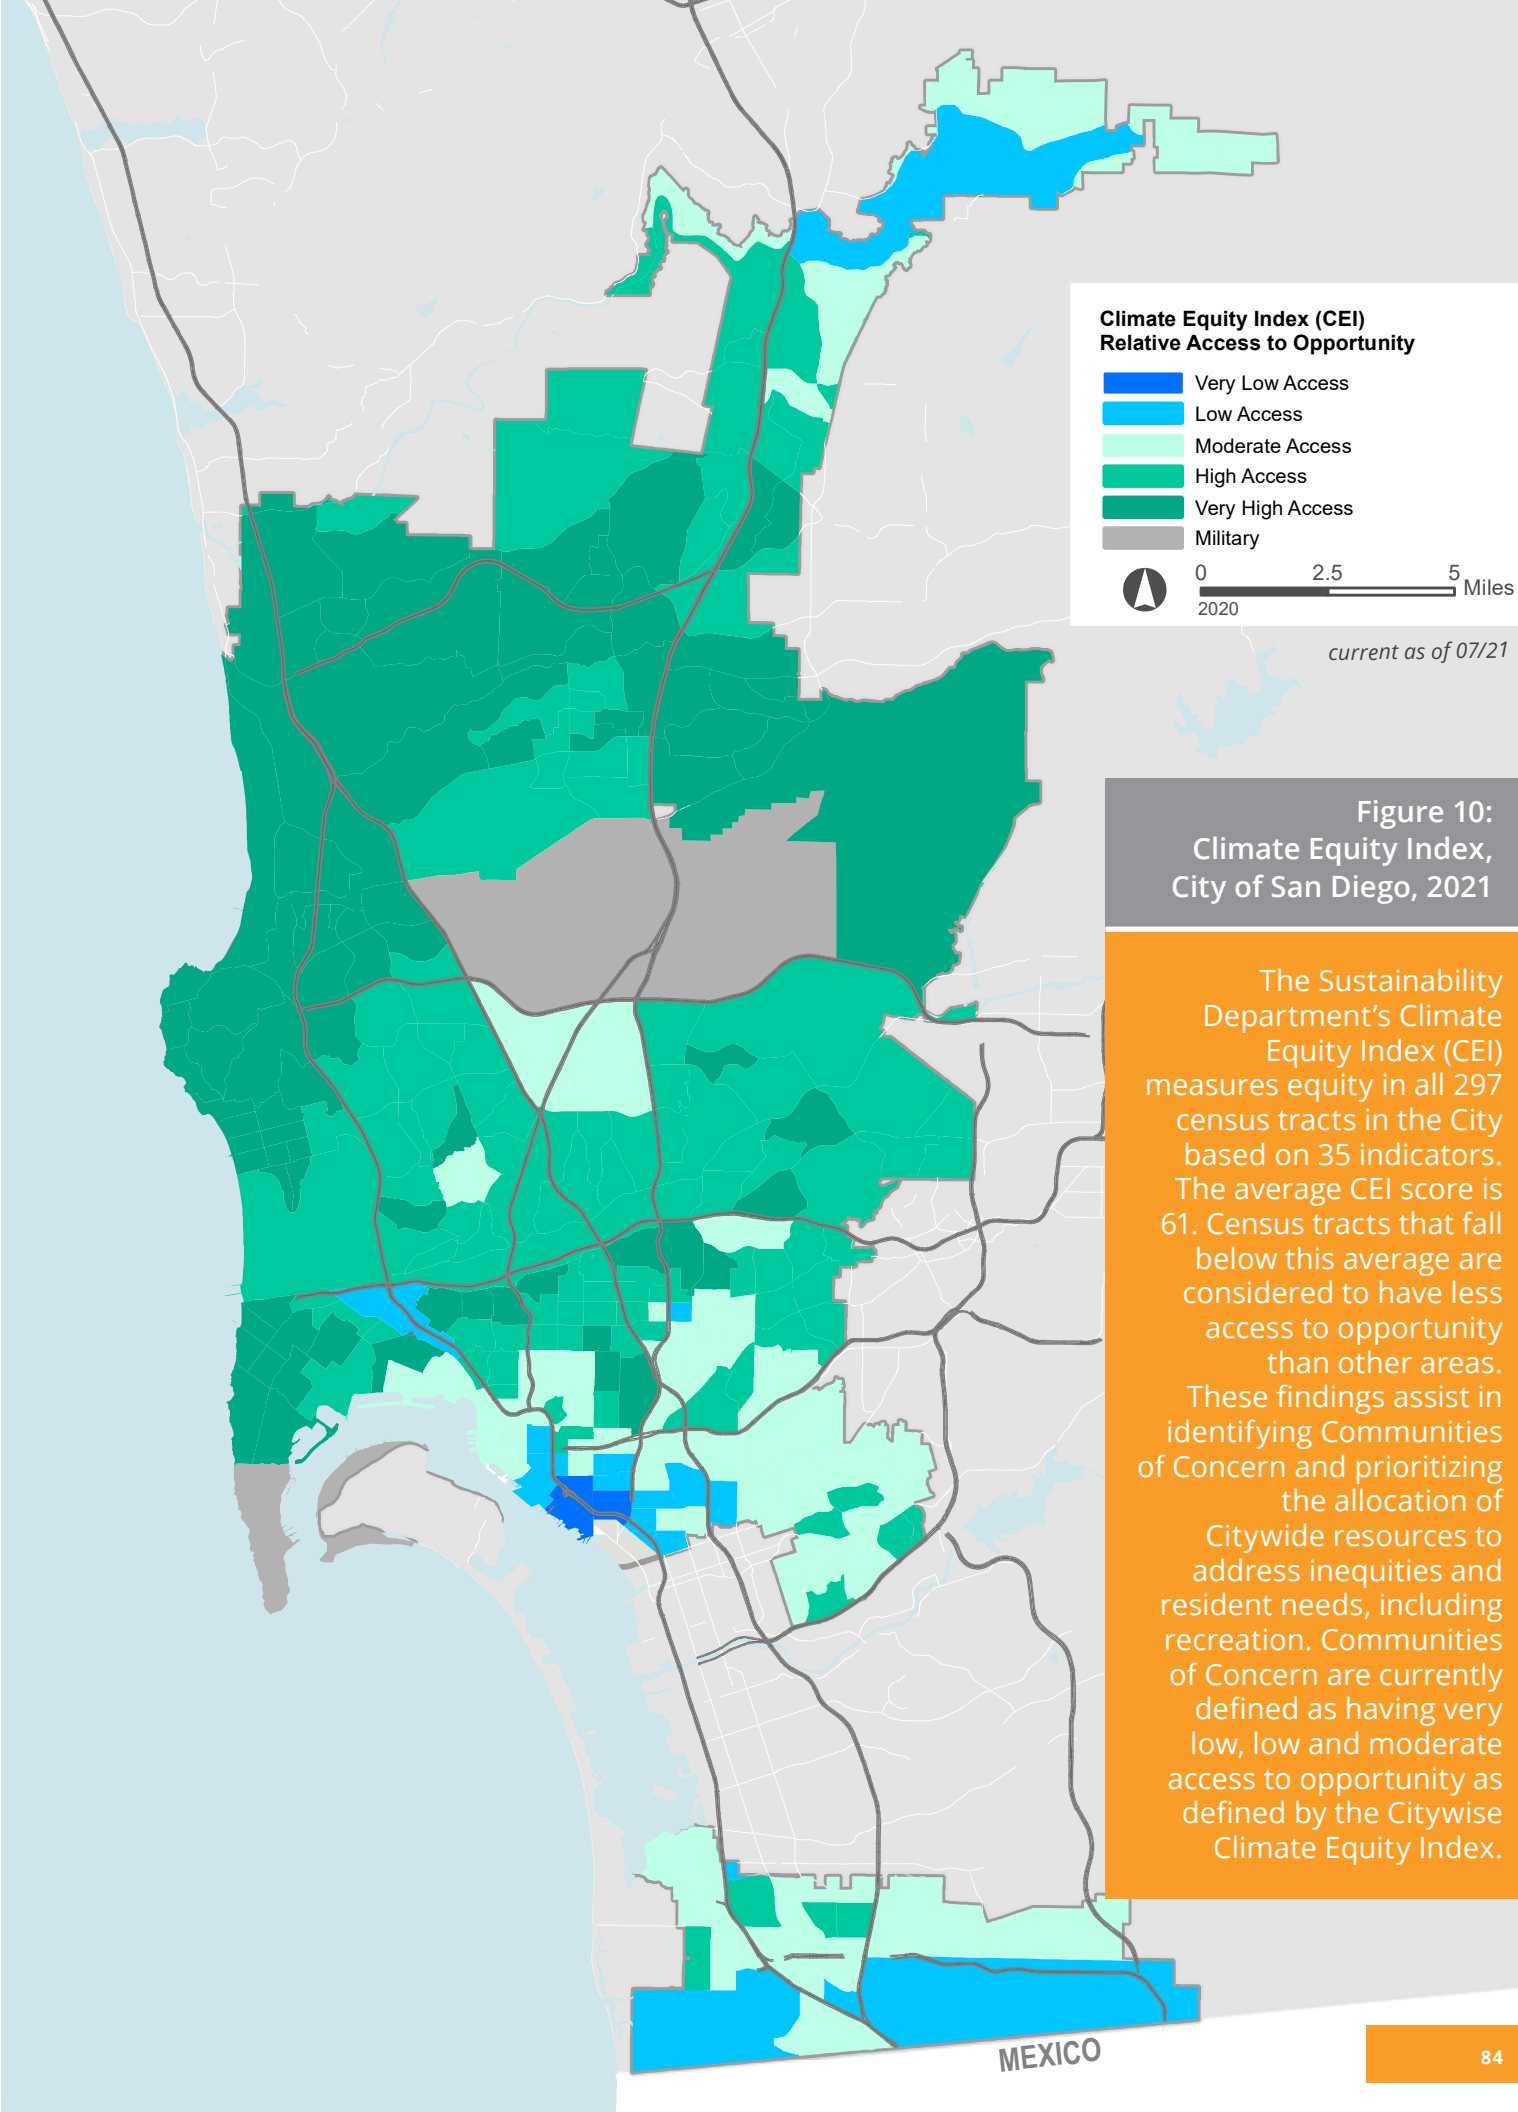 Climate Equity Index (CEI)
Relative Access to Opportunity
Very Low Access
Low Access
Moderate Access
High Access
Very High Access
Military
0 2.5 5 Miles
2020
current as of 07/21
Figure 10:
Climate Equity Index,
City of San Diego, 2021
The Sustainability
Department’s Climate
Equity Index (CEI)
measures equity in all 297
census tracts in the City
based on 35 indicators.
The average CEI score is
61. Census tracts that fall
below this average are
considered to have less
access to opportunity
than other areas.
These findings assist in
identifying Communities
of Concern and prioritizing
the allocation of
Citywide resources to
address inequities and
resident needs, including
recreation. Communities
of Concern are currently
defined as having very
low, low and moderate
access to opportunity as
defined by the Citywise
Climate Equity Index.
MEXICO
84